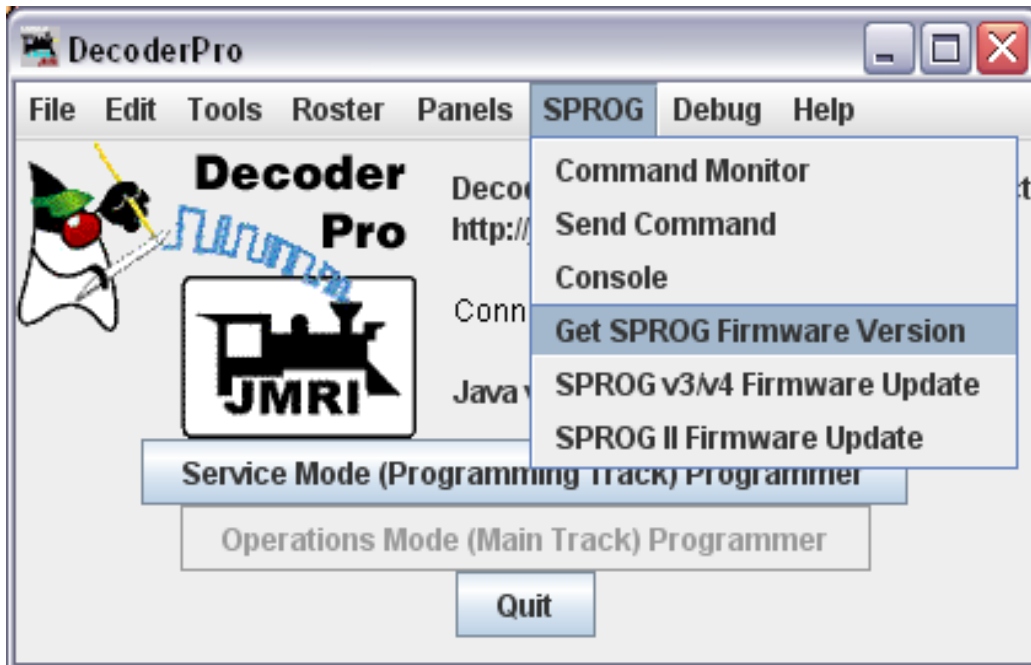 DecoderPro
File Edit Tools Roster Panels SPROG Debug Help
Decoder
Pro
http://
JMRI
Java
Command Monitor
Send Command
Console
Get SPROG Firmware Version
SPROG v3/v4 Firmware Update
SPROG II Firmware Update
Service Mode (Programming Track) Programmer
Operations Mode (Main Track) Programmer
Quit